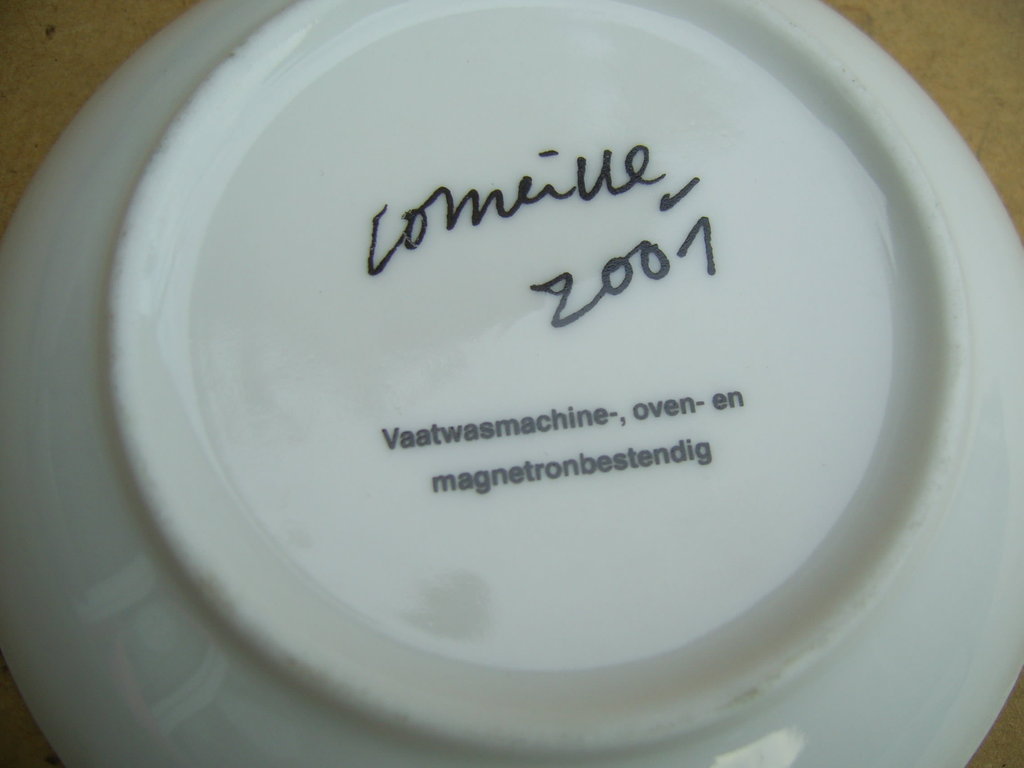 Corneille
2001
Vaatwasmachine-, oven- en
magnetronbestendig